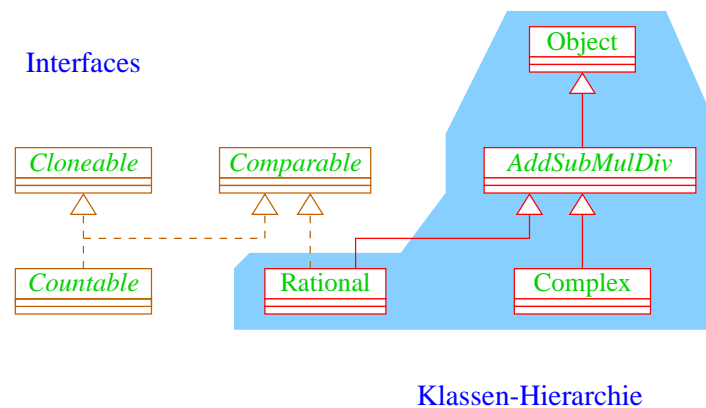 Object
Interfaces
Cloneable
Comparable
AddSubMulDiv
Countable
Rational
Complex
Klassen-Hierarchie